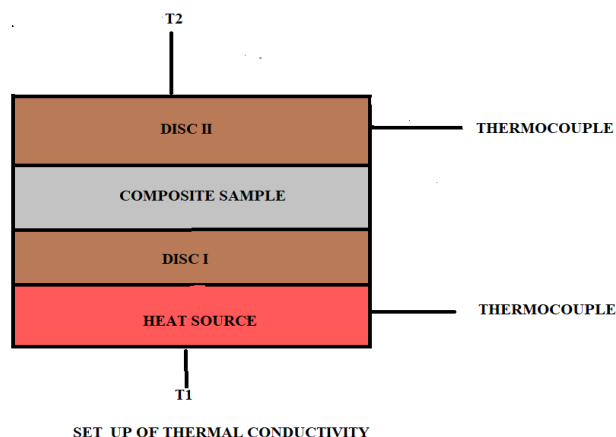 T2
DISC II
THERMOCOUPLE
COMPOSITE SAMPLE
DISC I
HEAT SOURCE
THERMOCOUPLE
T1
SET UP OF THERMAL CONDUCTIVITY